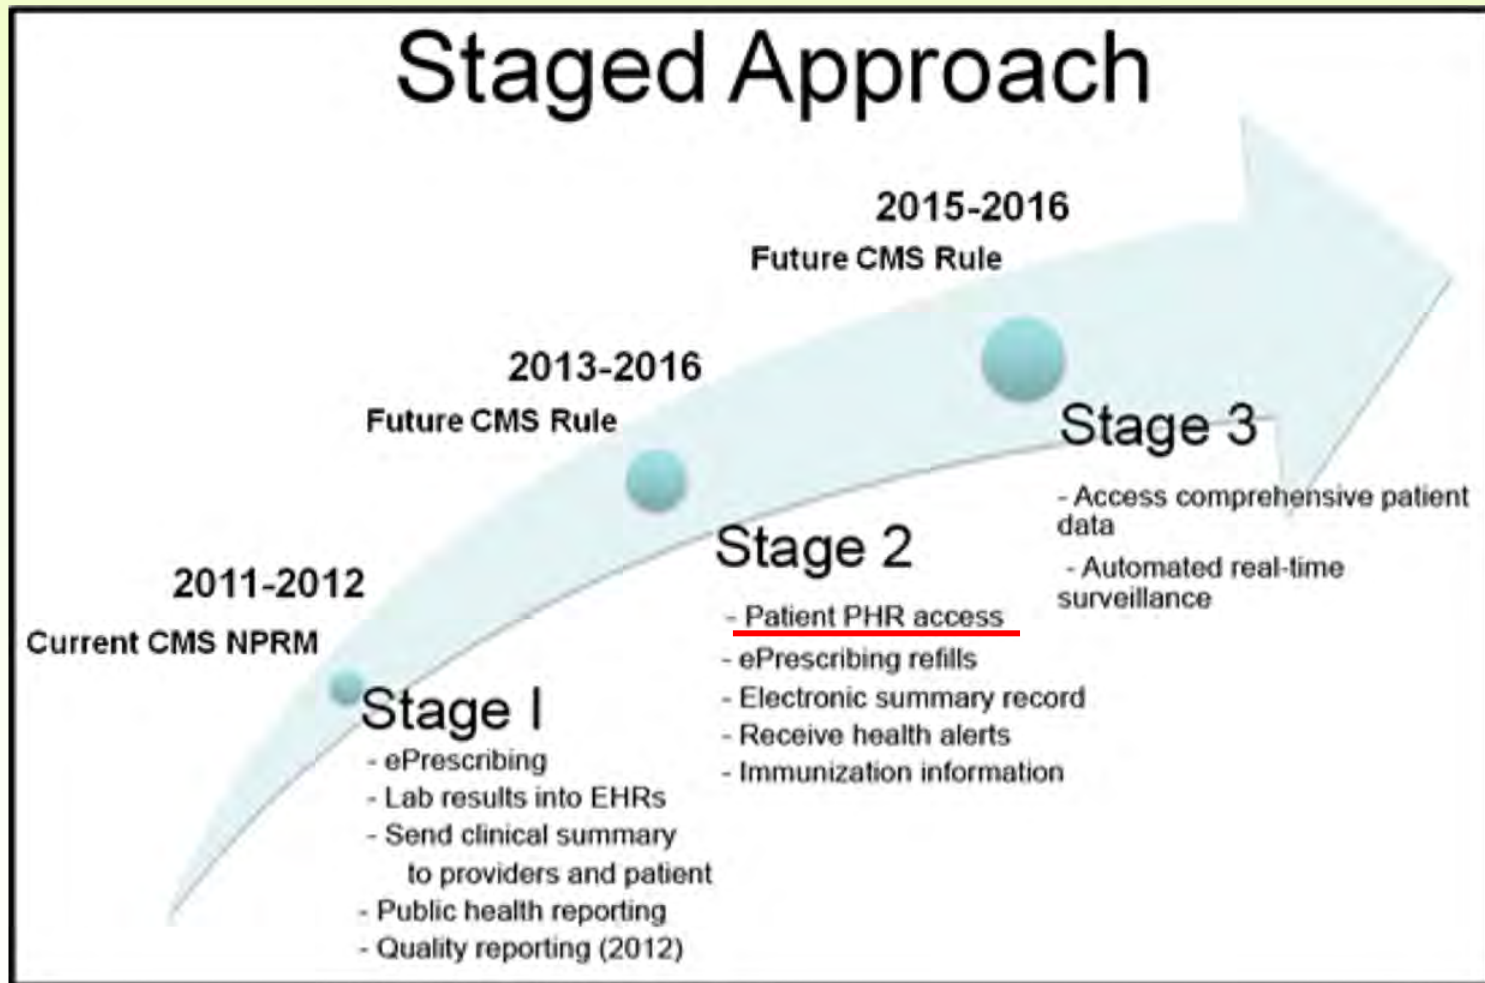 Staged Approach
2015-2016
Future CMS Rule
2013-2016
Future CMS Rule
2011-2012
Current CMS NPRM
Stage I
- ePrescribing
- Lab results into EHRs
- Send clinical summary
to providers and patient
- Public health reporting
- Quality reporting (2012)
Stage 2
- Patient PHR access
- ePrescribing refills
- Electronic summary record
- Receive health alerts
- Immunization information
Stage 3
- Access comprehensive patient
data
- Automated real-time
surveillance